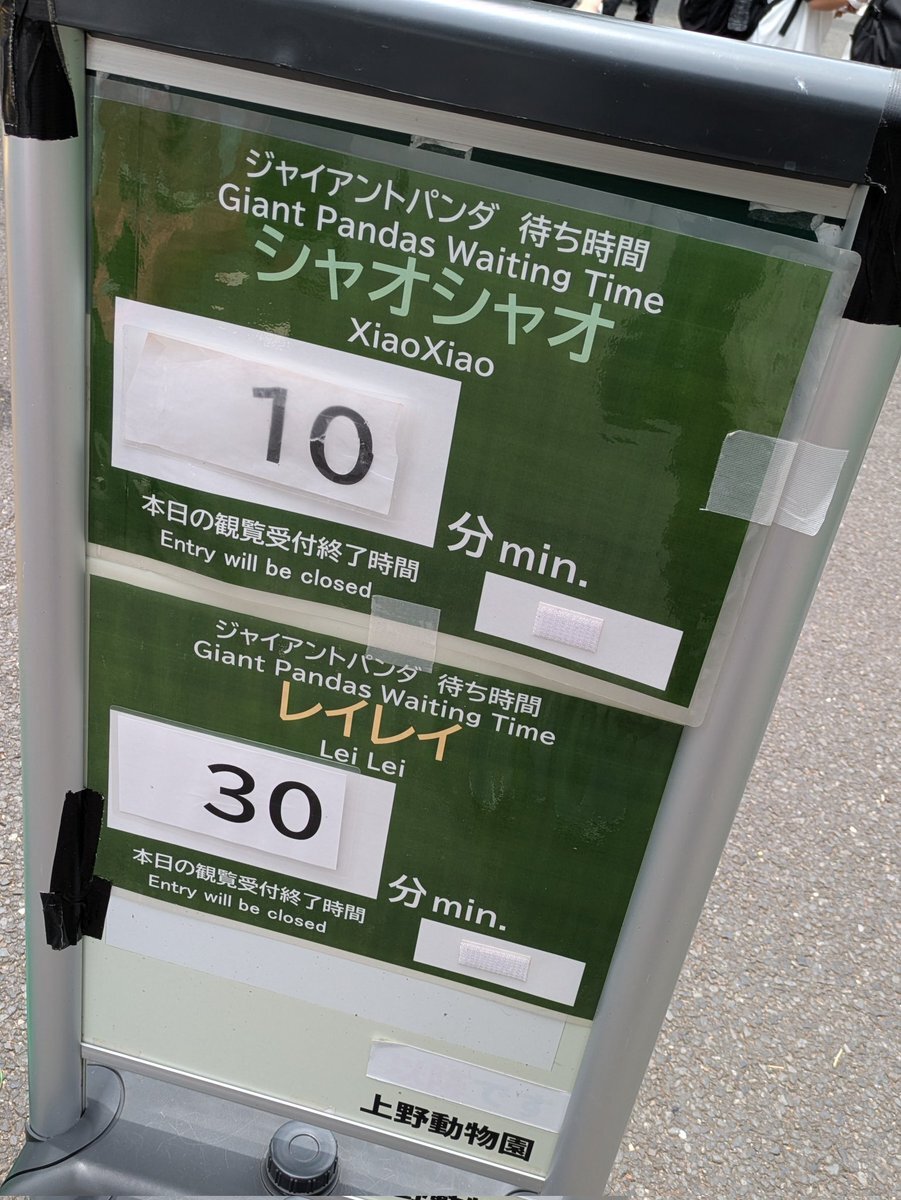 ジャイアントパンダ 待ち時間
Giant Pandas Waiting Time
シャオシャオ
XiaoXiao
10
分 min.
本日の観覧受付終了時間
Entry will be closed
ジャイアントパンダ 待ち時間
Giant Pandas Waiting Time
レイレイ
Lei Lei
30
分 min.
本日の観覧受付終了時間
Entry will be closed
上野動物園